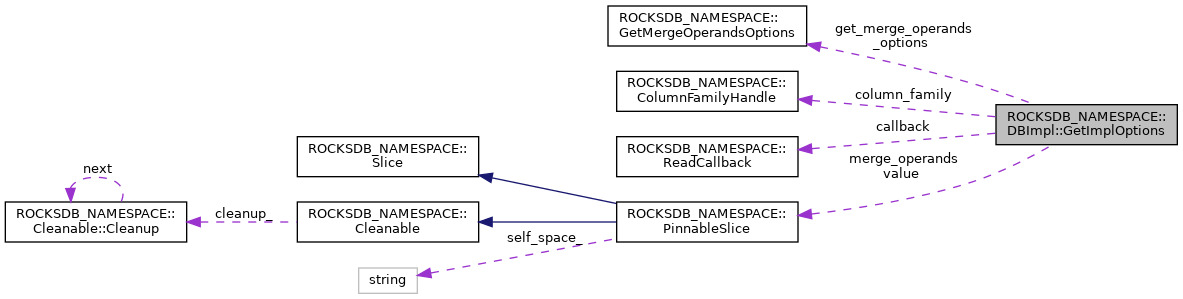 ROCKSDB_NAMESPACE::
GetMergeOperandsOptions
get_merge_operands
_options
ROCKSDB_NAMESPACE::
ColumnFamilyHandle
column_family
ROCKSDB_NAMESPACE::
DBImpl::GetImplOptions
callback
ROCKSDB_NAMESPACE::
Slice
ROCKSDB_NAMESPACE::
ReadCallback
merge_operands
value
next
ROCKSDB_NAMESPACE::
Cleanable::Cleanup
cleanup_
ROCKSDB_NAMESPACE::
Cleanable
ROCKSDB_NAMESPACE::
PinnableSlice
self_space_
string